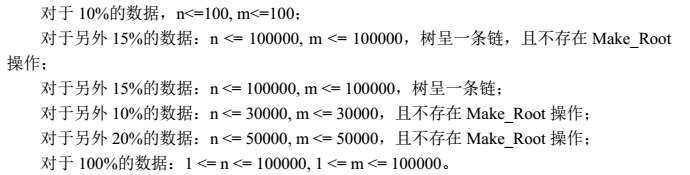 对于 10%的数据，n<=100, m<=100；
对于另外 15%的数据：n <= 100000, m <= 100000，树呈一条链，且不存在 Make_Root
操作；
对于另外 15%的数据：n <= 100000, m <= 100000，树呈一条链；
对于另外 10%的数据：n <= 30000, m <= 30000，且不存在 Make_Root 操作；
对于另外 20%的数据：n <= 50000, m <= 50000，且不存在 Make_Root 操作；
对于 100%的数据：1 <= n <= 100000, 1 <= m <= 100000。